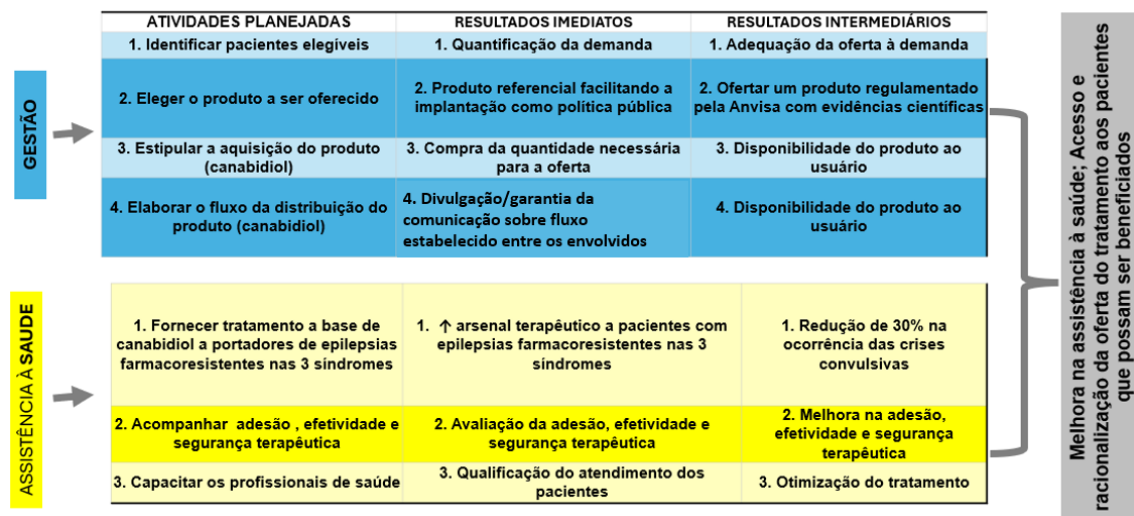 ATIVIDADES PLANEJADAS
RESULTADOS IMEDIATOS
RESULTADOS INTERMEDIÁRIOS
GESTÃO
1. Identificar pacientes elegíveis
1. Quantificação da demanda
1. Adequação da oferta à demanda
2. Eleger o produto a ser oferecido
2. Produto referencial facilitando a
implantação como política pública
2. Ofertar um produto regulamentado
pela Anvisa com evidências científicas
3. Estipular a aquisição do produto
(canabidiol)
3. Compra da quantidade necessária
para a oferta
3. Disponibilidade do produto ao
usuário
4. Elaborar o fluxo da distribuição do
produto (canabidiol)
4. Divulgação/garantia da
comunicação sobre fluxo
estabelecido entre os envolvidos
4. Disponibilidade do produto ao
usuário
ASSISTÊNCIA À SAUDE
1. Fornecer tratamento a base de
canabidiol a portadores de epilepsias
farmacoresistentes nas 3 síndromes
1. ↑ arsenal terapêutico a pacientes com
epilepsias farmacoresistentes nas 3
síndromes
1. Redução de 30% na
ocorrência das crises
convulsivas
2. Acompanhar adesão , efetividade e
segurança terapêutica
2. Avaliação da adesão, efetividade e
segurança terapêutica
2. Melhora na adesão,
efetividade e segurança
terapêutica
3. Capacitar os profissionais de saúde
3. Qualificação do atendimento dos
pacientes
3. Otimização do tratamento
Melhora na assistência à saúde; Acesso e
racionalização da oferta do tratamento aos pacientes
que possam ser beneficiados